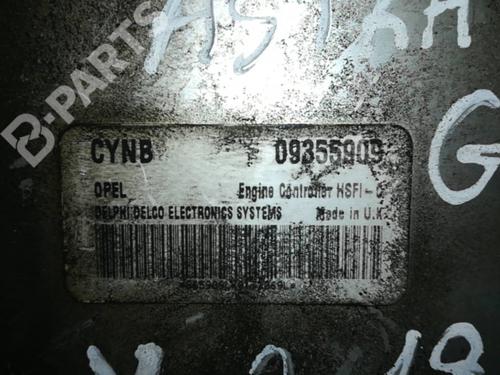 ASTRA
G
CYNB 09355909
OPEL Engine Controller HSFI-C
DELPHI DELCO ELECTRONICS SYSTEMS Made in U.K
B-PARTS